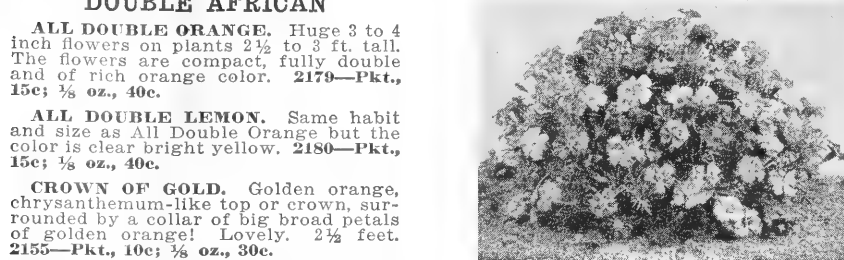 DOUBLE AFRICAN
ALL DOUBLE ORANGE. Huge 3 to 4
inch flowers on plants 2½ to 3 ft. tall.
The flowers are compact, fully double
and of rich orange color. 2179—Pkt.,
15c; ⅛ oz., 40c.
ALL DOUBLE LEMON. Same habit
and size as All Double Orange but the
color is clear bright yellow. 2180—Pkt.,
15c; ⅛ oz., 40c.
CROWN OF GOLD. Golden orange,
chrysanthemum-like top or crown, sur-
rounded by a collar of big broad petals
of golden orange! Lovely. 2½ feet.
2155—Pkt., 10c; ⅛ oz., 30c.